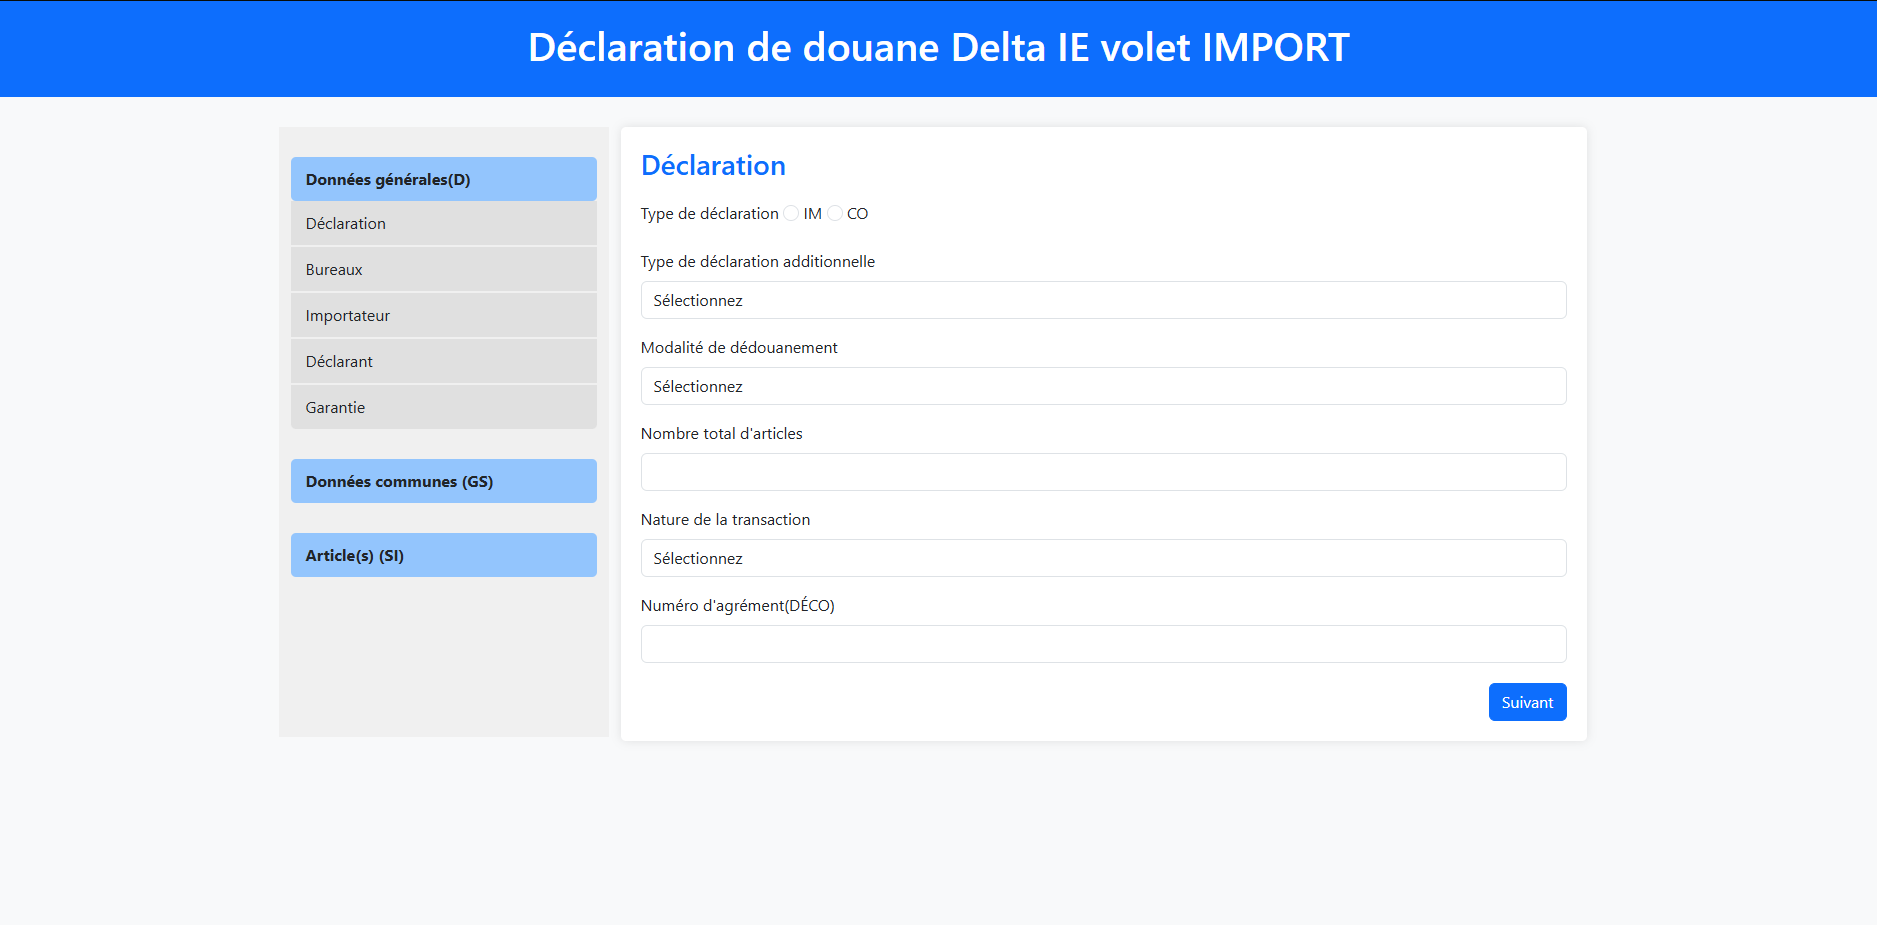 Déclaration de douane Delta IE volet IMPORT
Données générales(D)
Déclaration
Bureaux
Importateur
Déclarant
Garantie
Données communes (GS)
Article(s) (SI)
Déclaration
Type de déclaration IM CO
Type de déclaration additionnelle
Sélectionnez
Modalité de dédouanement
Sélectionnez
Nombre total d'articles
Nature de la transaction
Sélectionnez
Numéro d'agrément(DÉCO)
Suivant